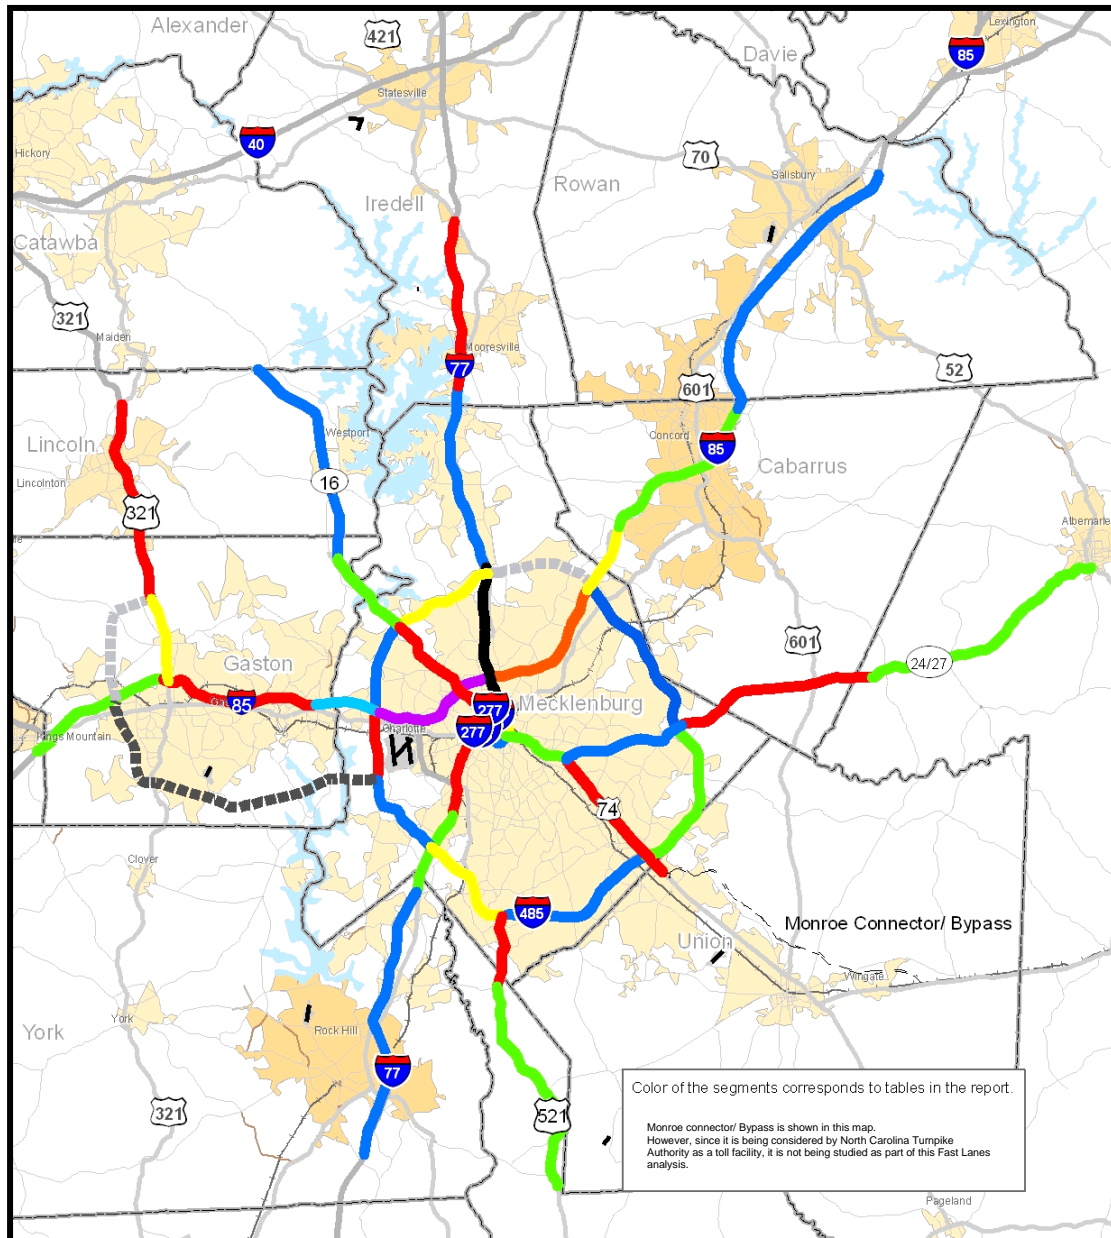 Alexander
421
Lexington
85
Davie
Statesville
40
Hickory
70
Salisbury
Rowan
Iredell
Catawba
321
Maiden
Mooresville
77
52
601
Westport
Lincoln
Concord
85
Cabarrus
Lincolnton
16
321
Albemarle
601
24/27
Gaston
85
277
Mecklenburg
277
Charlotte
Kings Mountain
74
Clover
485
Monroe Connector/ Bypass
Union
Wingate
York
York
Rock Hill
77
321
521
Color of the segments corresponds to tables in the report.
Monroe connector/ Bypass is shown in this map.
However, since it is being considered by North Carolina Turnpike
Authority as a toll facility, it is not being studied as part of this Fast Lanes
analysis.
Pageland